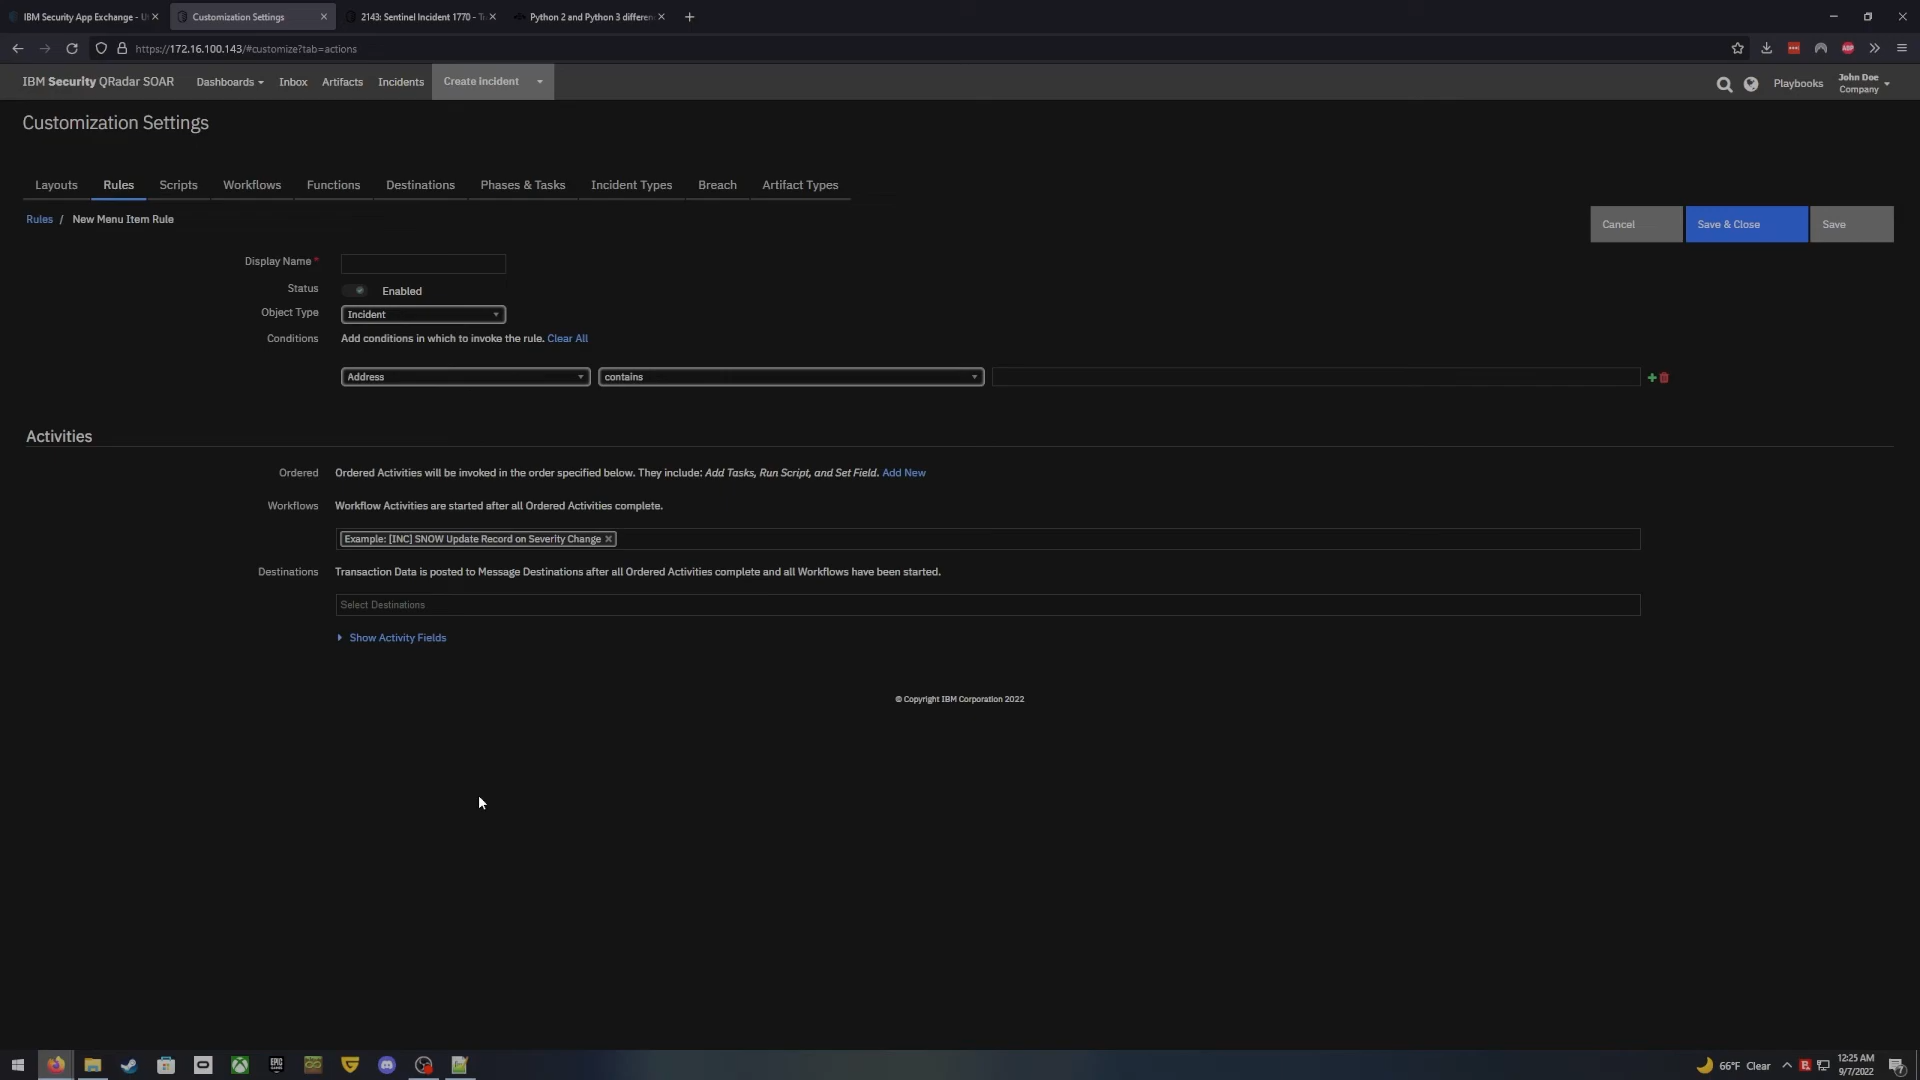 IBM Security App Exchange - U
Customization Settings
2143: Sentinel Incident 1770 -
Python 2 and Python 3 differen
https://172.16.100.143/#customize?tab=actions
IBM Security QRadar SOAR
Dashboards
Inbox
Artifacts
Incidents
Create Incident
Playbooks
John Doe
Company
Customization Settings
Layouts
Rules
Scripts
Workflows
Functions
Destinations
Phases & Tasks
Incident Types
Breach
Artifact Types
Rules / New Menu Item Rule
Cancel
Save & Close
Save
Display Name *
Status
Enabled
Object Type
Incident
Conditions
Add conditions in which to invoke the rule. Clear All
Address
contains
Activities
Ordered
Ordered Activities will be invoked in the order specified below. They include: Add Tasks, Run Script, and Set Field. Add New
Workflows
Workflow Activities are started after all Ordered Activities complete.
Example: [INC] SNOW Update Record on Severity Change
Destinations
Transaction Data is posted to Message Destinations after all Ordered Activities complete and all Workflows have been started.
Select Destinations
Show Activity Fields
© Copyright IBM Corporation 2022
EPIC
GAMES
66°F Clear
12:25 AM
9/7/2022